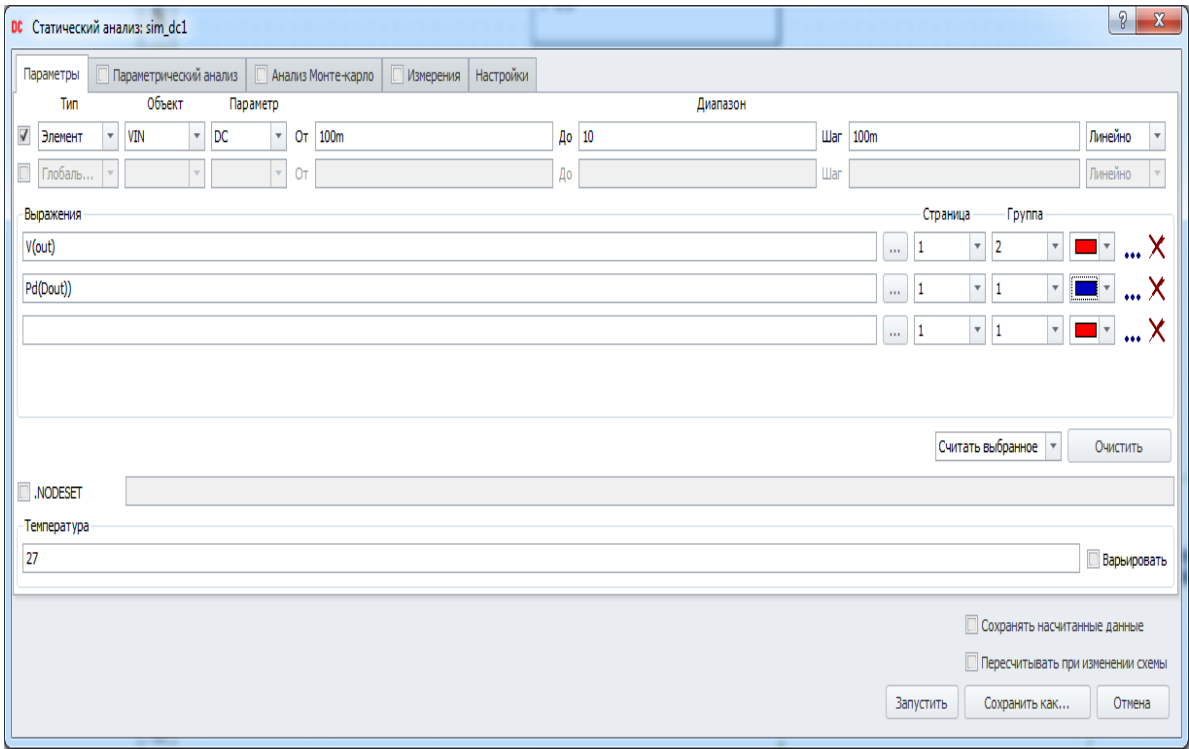 DC Статический анализ: sim_dc1
Параметры Параметрический анализ Анализ Монте-карло Измерения Настройки
Тип Объект Параметр Диапазон
Элемент VIN DC От 100m До 10 Шаг 100m Линейно
Глобаль... От До Шаг Линейно
Выражения Страница Группа
V(out) ... 1 2 ...
Pd(Dout)) ... 1 1 ...
... 1 1 ...
Считать выбранное Очистить
.NODESET
Температура
27 Варьировать
Сохранять насчитанные данные
Пересчитывать при изменении схемы
Запустить Сохранить как... Отмена